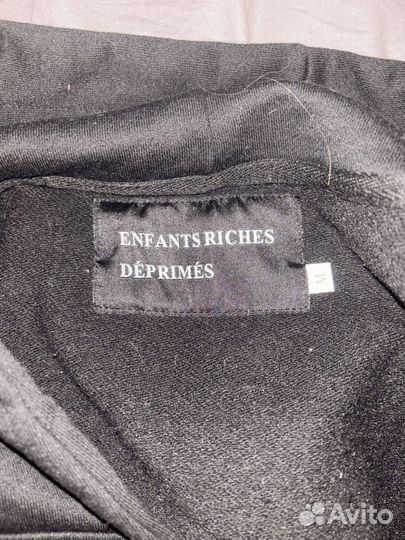 ENFANTS RICHES
DÉPRIMÉS
M
Avito